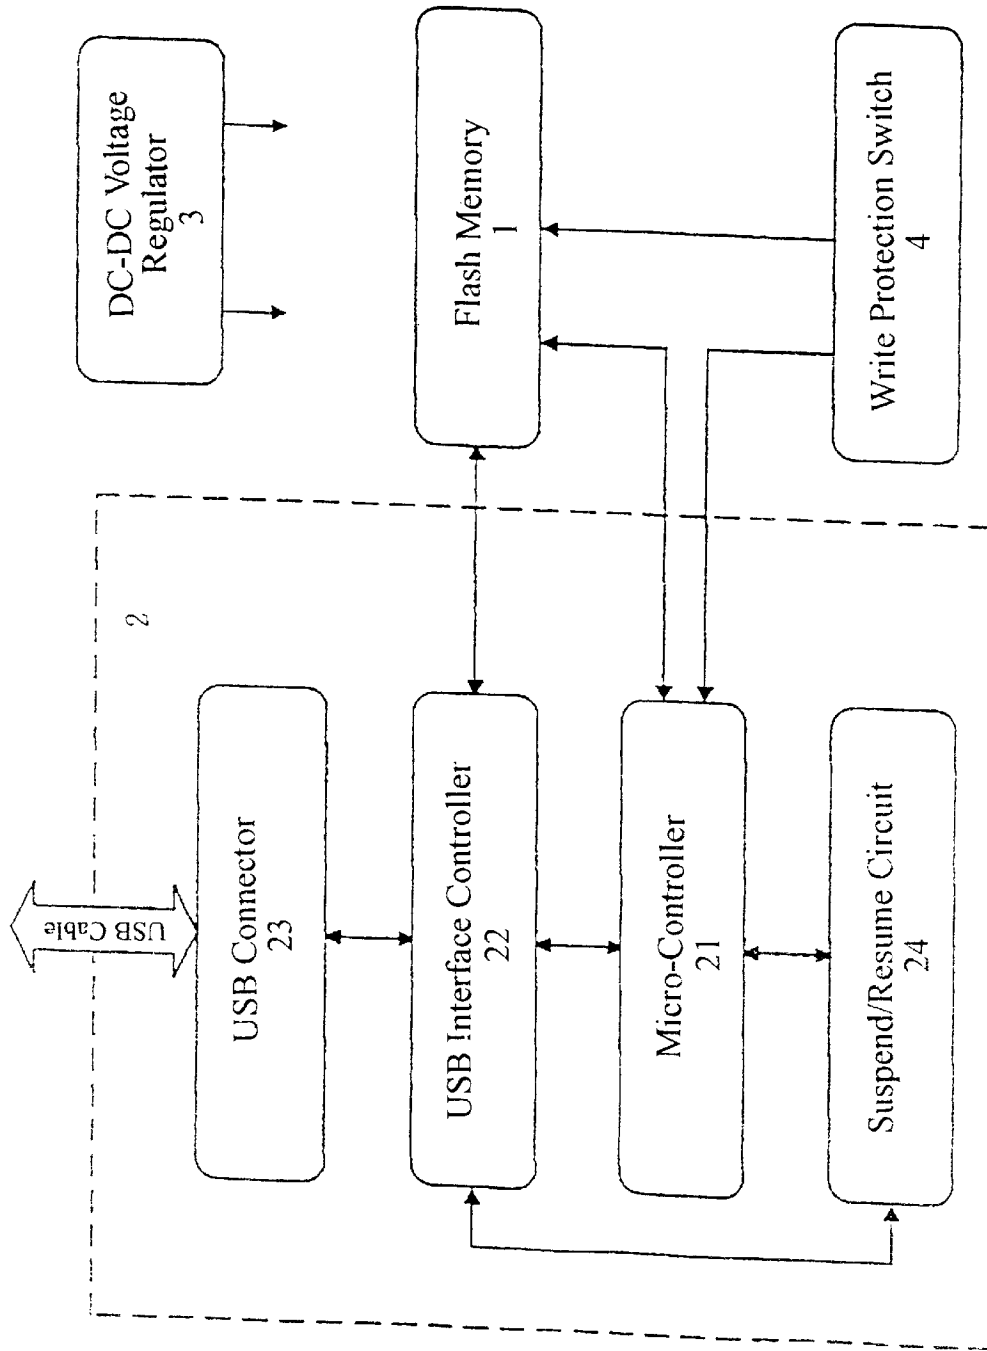 DC-DC Voltage
Regulator
3
Flash Memory
1
Write Protection Switch
4
2
USB Cable
USB Connector
23
USB Interface Controller
22
Micro-Controller
21
Suspend/Resume Circuit
24